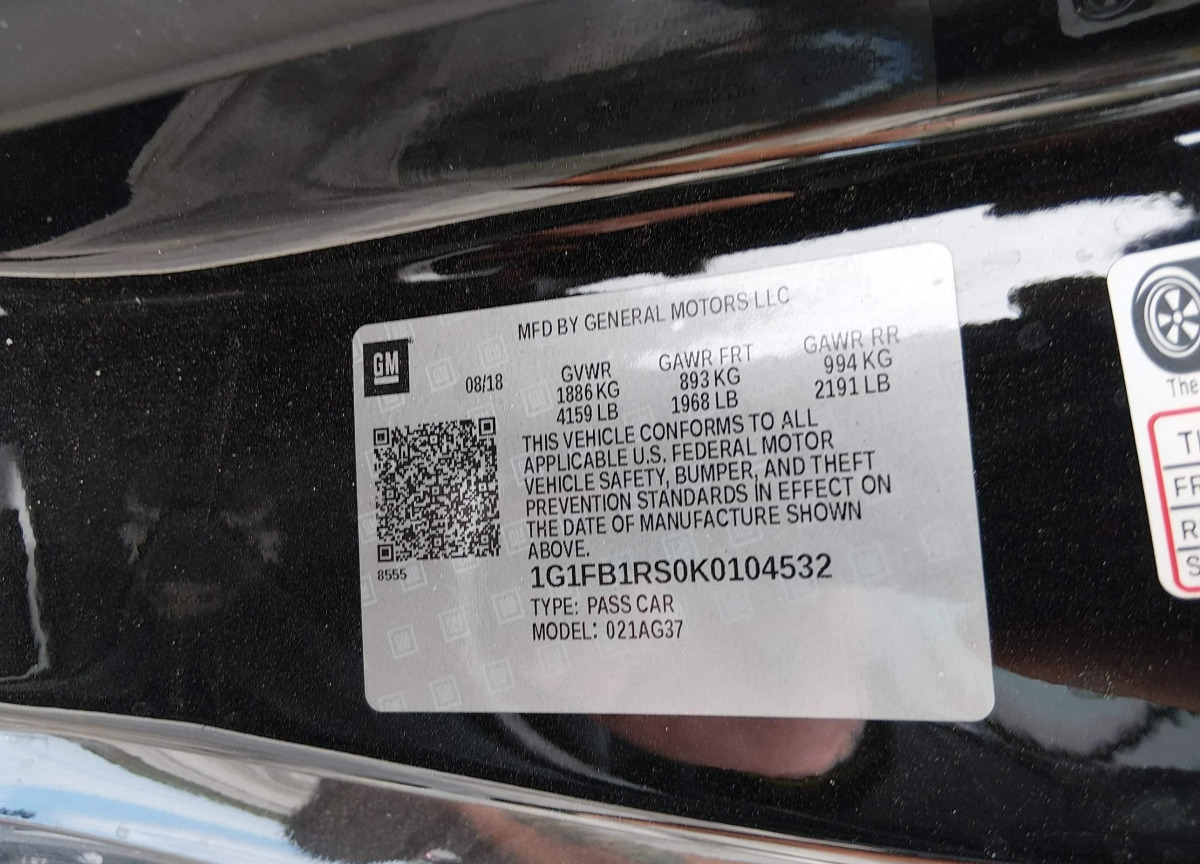 MFD BY GENERAL MOTORS LLC
GM
08/18
GVWR
1886 KG
4159 LB
GAWR FRT
893 KG
1968 LB
GAWR RR
994 KG
2191 LB
THIS VEHICLE CONFORMS TO ALL
APPLICABLE U.S. FEDERAL MOTOR
VEHICLE SAFETY, BUMPER, AND THEFT
PREVENTION STANDARDS IN EFFECT ON
THE DATE OF MANUFACTURE SHOWN
ABOVE.
8555
1G1FB1RS0K0104532
TYPE: PASS CAR
MODEL: 021AG37
The